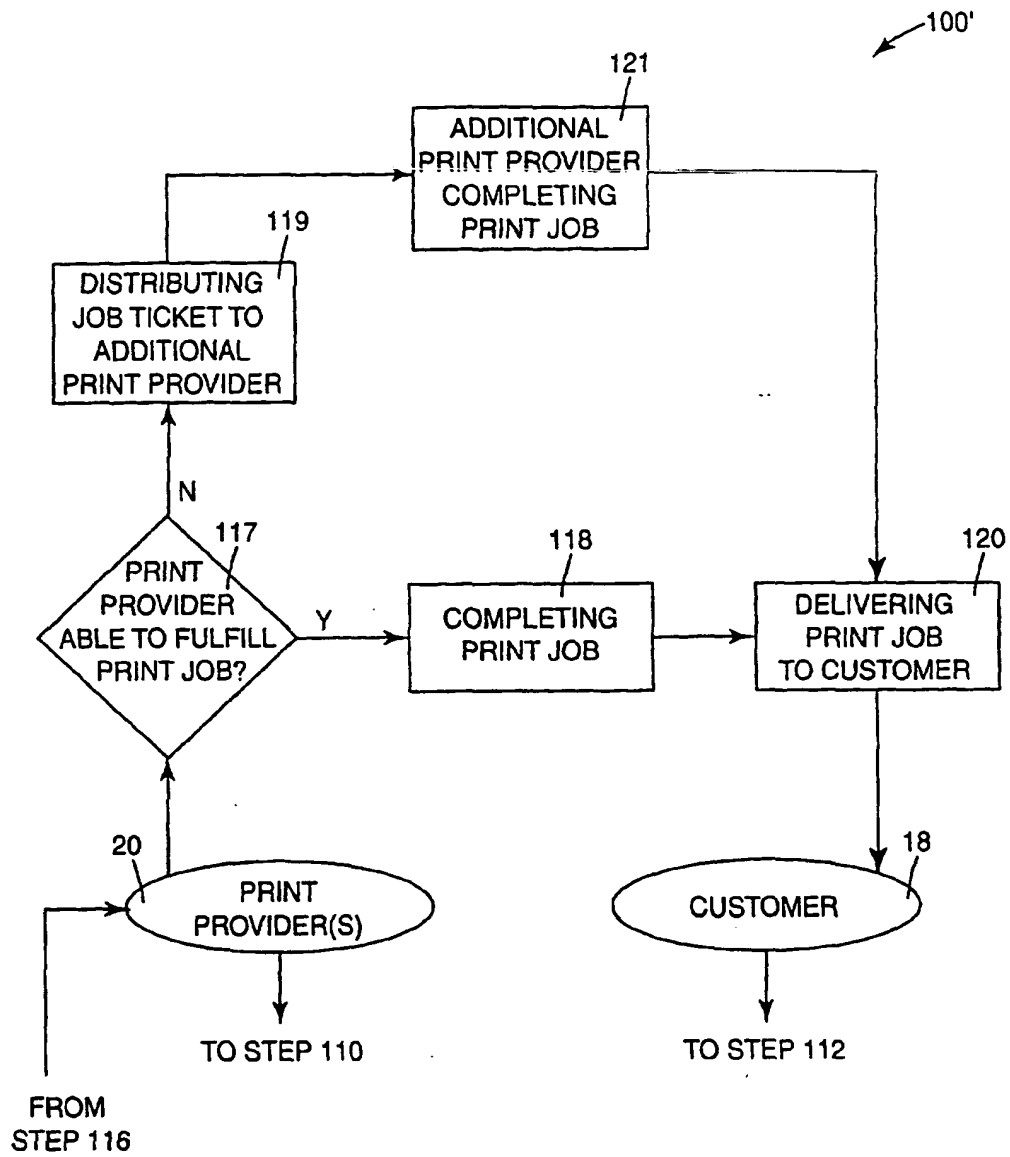 100'
121
ADDITIONAL
PRINT PROVIDER
COMPLETING
PRINT JOB
119
DISTRIBUTING
JOB TICKET TO
ADDITIONAL
PRINT PROVIDER
N
117
PRINT
PROVIDER
ABLE TO FULFILL
PRINT JOB?
Y
118
COMPLETING
PRINT JOB
120
DELIVERING
PRINT JOB
TO CUSTOMER
20
PRINT
PROVIDER(S)
18
CUSTOMER
TO STEP 110
TO STEP 112
FROM
STEP 116